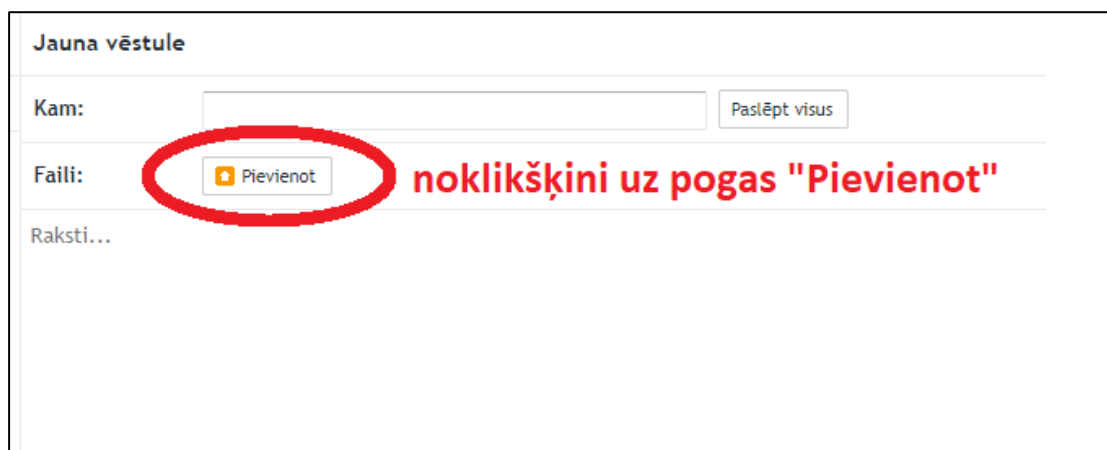 Jauna vēstule
Kam: Paslēpt visus
Faili: Pievienot noklikšķini uz pogas "Pievienot"
Raksti...